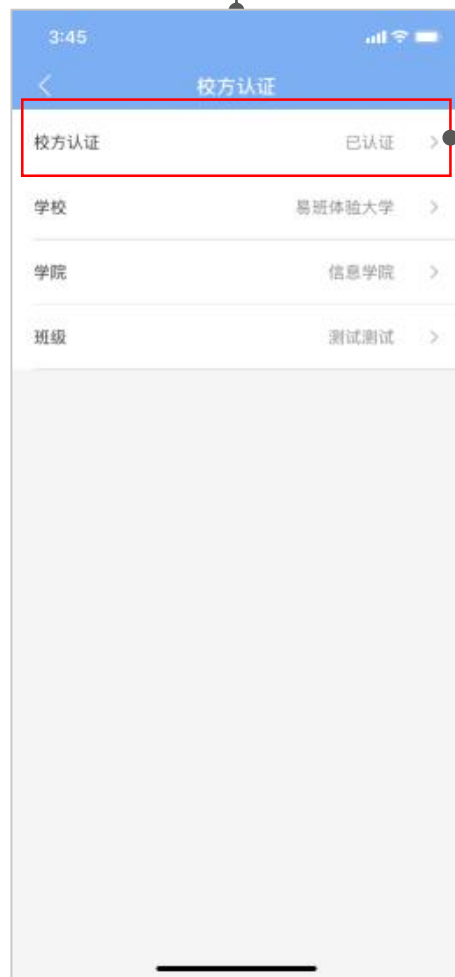 3:45
校方认证
校方认证 已认证
学校 易班体验大学
学院 信息学院
班级 测试测试